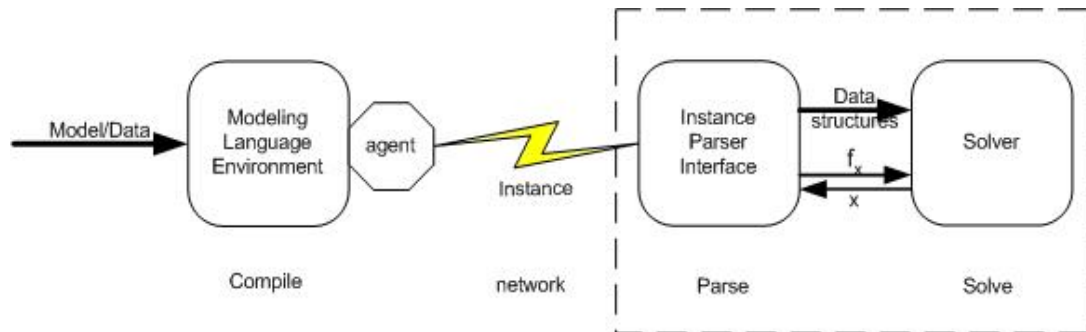 Model/Data
Modeling
Language
Environment
agent
Instance
Instance
Parser
Interface
Data
structures
fx
x
Solver
Compile
network
Parse
Solve